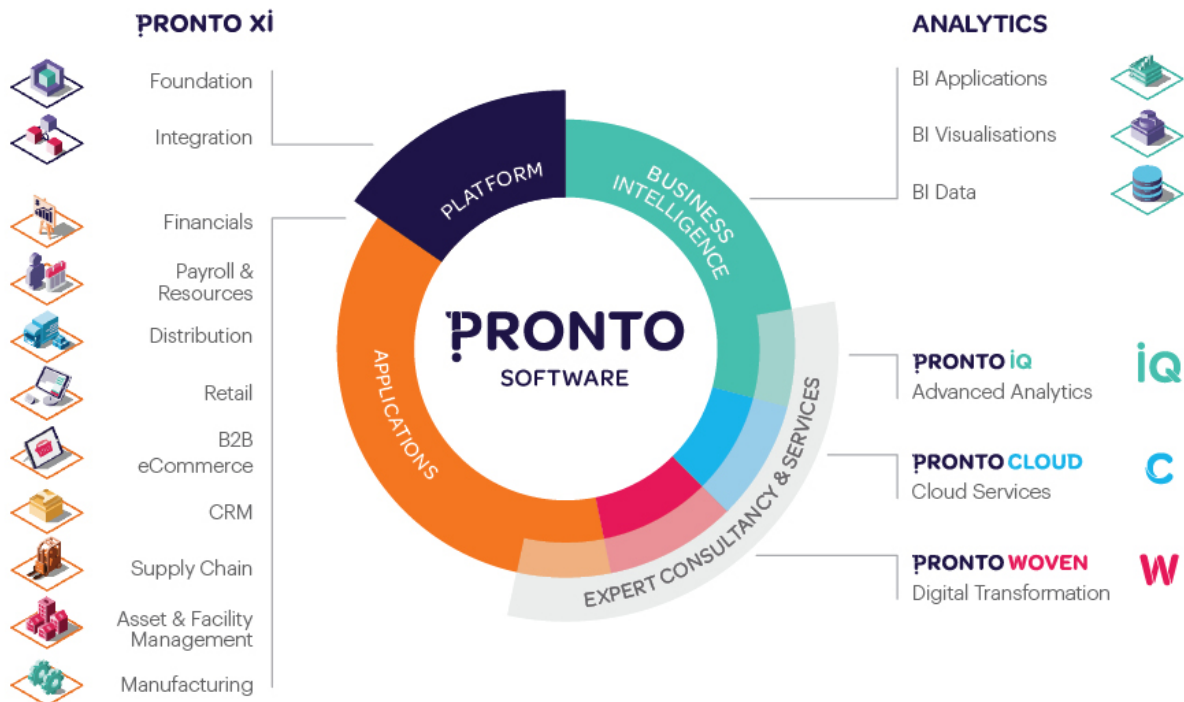 PRONTO Xi
Foundation
Integration
Financials
Payroll &
Resources
Distribution
Retail
B2B
eCommerce
CRM
Supply Chain
Asset & Facility
Management
Manufacturing
PLATFORM
BUSINESS
INTELLIGENCE
APPLICATIONS
PRONTO
SOFTWARE
EXPERT CONSULTANCY & SERVICES
ANALYTICS
BI Applications
BI Visualisations
BI Data
PRONTO iQ
Advanced Analytics
iQ
PRONTO CLOUD
Cloud Services
C
PRONTO WOVEN
Digital Transformation
W